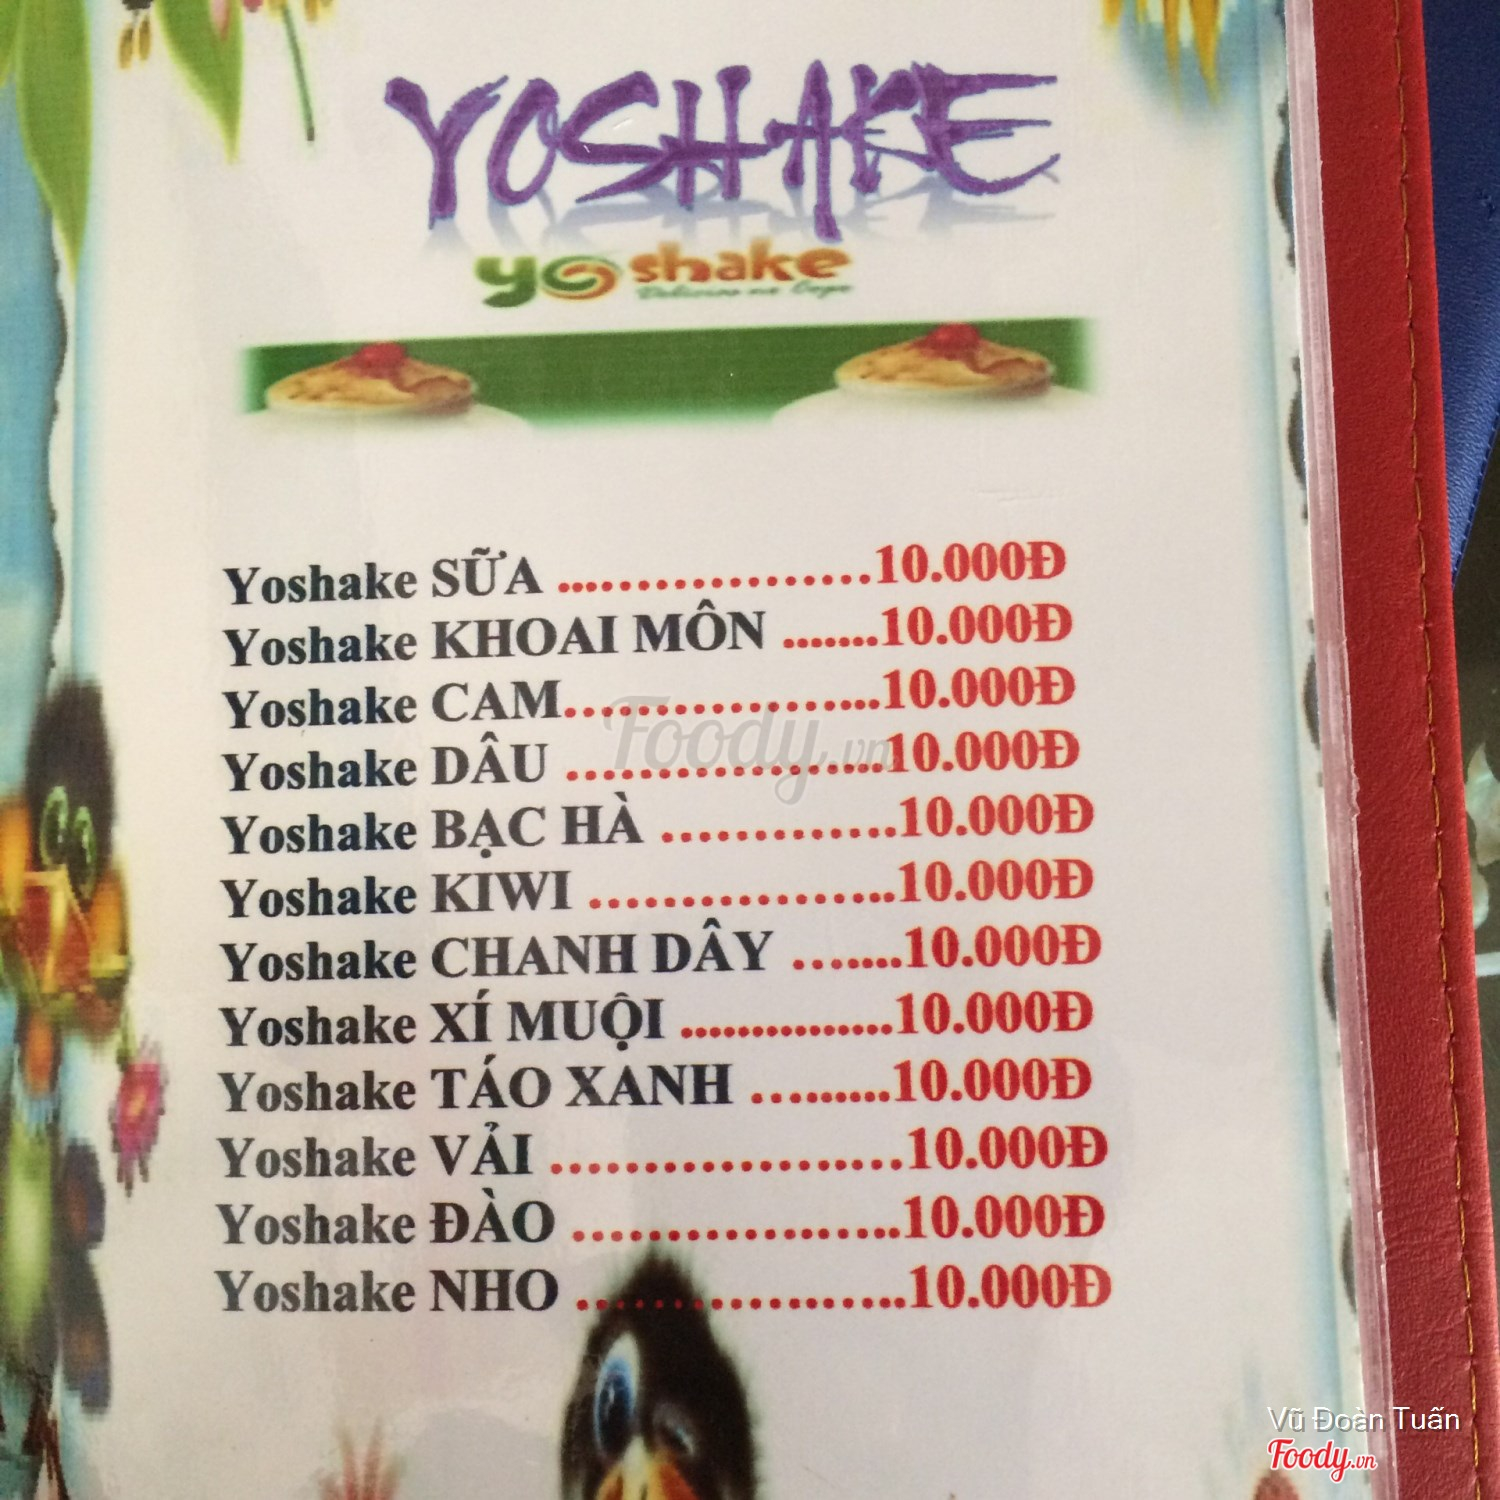 YOSHAKE
yoshake
Yoshake SỮA ...……………10.000Đ
Yoshake KHOAI MÔN .......10.000Đ
Yoshake CAM……………...10.000Đ
Yoshake DÂU ……………....10.000Đ
Yoshake BẠC HÀ ………….10.000Đ
Yoshake KIWI ……………..10.000Đ
Yoshake CHANH DÂY …....10.000Đ
Yoshake XÍ MUỘI ...............10.000Đ
Yoshake TÁO XANH …......10.000Đ
Yoshake VẢI …………….…10.000Đ
Yoshake ĐÀO ……………...10.000Đ
Yoshake NHO …………..…..10.000Đ
Foody.vn
Vũ Đoàn Tuấn
Foody.vn